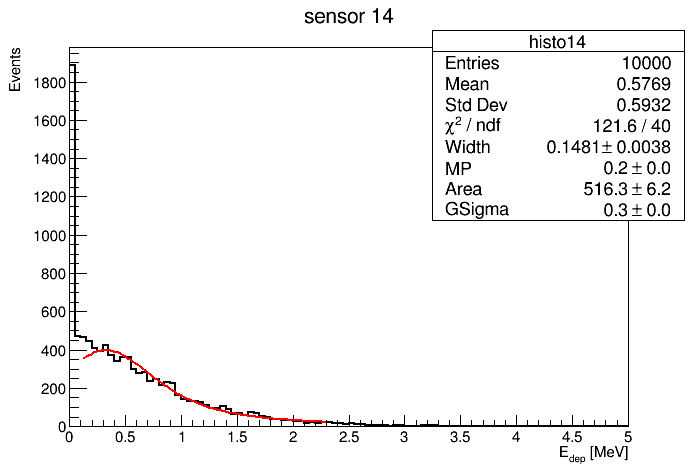 sensor 14
histo14
Entries 10000
Mean 0.5769
Std Dev 0.5932
χ² / ndf 121.6 / 40
Width 0.1481 ± 0.0038
MP 0.2 ± 0.0
Area 516.3 ± 6.2
GSigma 0.3 ± 0.0
Events
1800
1600
1400
1200
1000
800
600
400
200
0
0 0.5 1 1.5 2 2.5 3 3.5 4 4.5 5
E_dep [MeV]